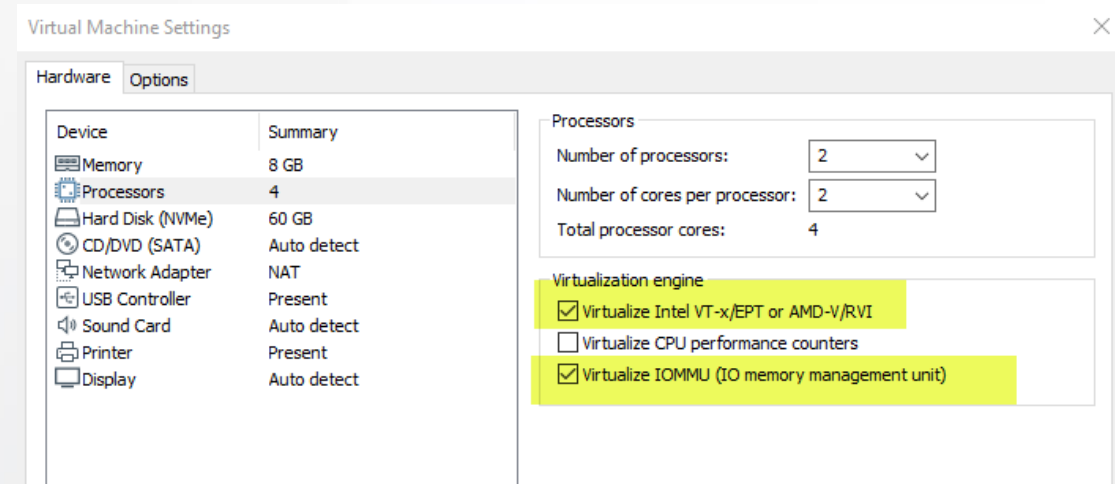 Virtual Machine Settings
Hardware Options
Device Summary
Memory 8 GB
Processors 4
Hard Disk (NVMe) 60 GB
CD/DVD (SATA) Auto detect
Network Adapter NAT
USB Controller Present
Sound Card Auto detect
Printer Present
Display Auto detect
Processors
Number of processors: 2
Number of cores per processor: 2
Total processor cores: 4
Virtualization engine
Virtualize Intel VT-x/EPT or AMD-V/RVI
Virtualize CPU performance counters
Virtualize IOMMU (IO memory management unit)